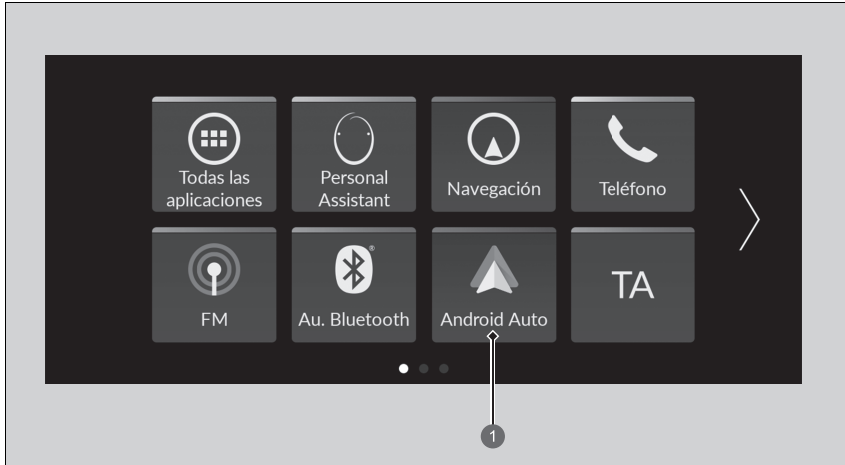 Todas las
aplicaciones
Personal
Assistant
Navegación
Teléfono
FM
Au. Bluetooth
®
Android Auto
TA
1